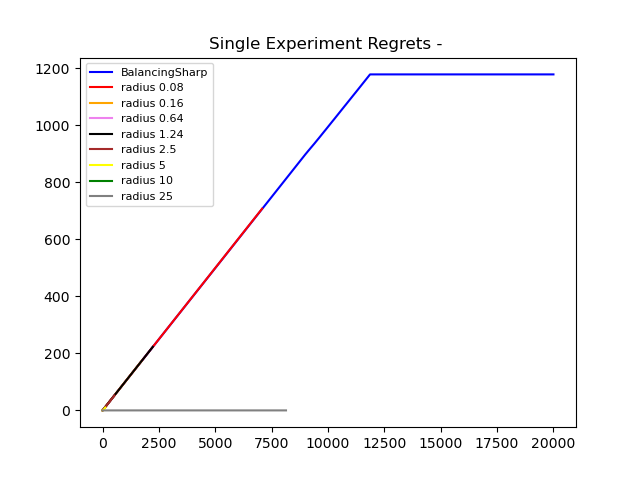 Single Experiment Regrets -
1200
1000
800
600
400
200
0
BalancingSharp
radius 0.08
radius 0.16
radius 0.64
radius 1.24
radius 2.5
radius 5
radius 10
radius 25
0 2500 5000 7500 10000 12500 15000 17500 20000